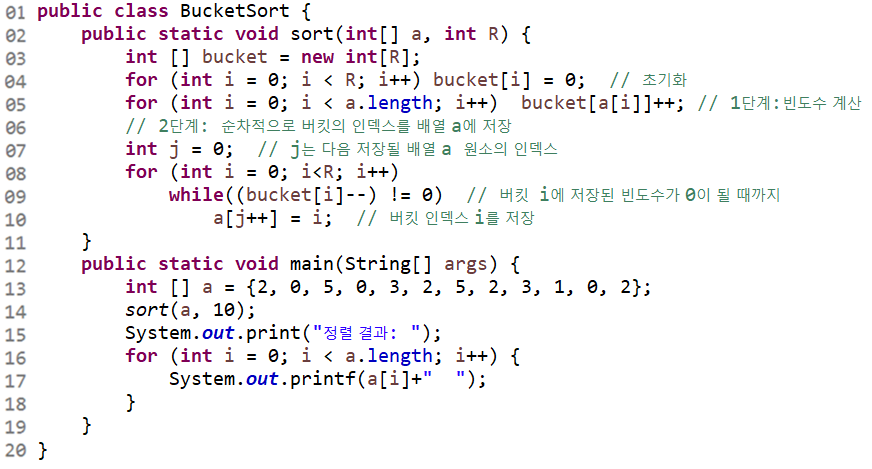 01 public class BucketSort {
02     public static void sort(int[] a, int R) {
03         int [] bucket = new int[R];
04         for (int i = 0; i < R; i++) bucket[i] = 0;  // 초기화
05         for (int i = 0; i < a.length; i++)  bucket[a[i]]++; // 1단계:빈도수 계산
06         // 2단계: 순차적으로 버킷의 인덱스를 배열 a에 저장
07         int j = 0;  // j는 다음 저장될 배열 a 원소의 인덱스
08         for (int i = 0; i<R; i++)
09             while((bucket[i]--) != 0)  // 버킷 i에 저장된 빈도수가 0이 될 때까지
10                 a[j++] = i;  // 버킷 인덱스 i를 저장
11     }
12     public static void main(String[] args) {
13         int [] a = {2, 0, 5, 0, 3, 2, 5, 2, 3, 1, 0, 2};
14         sort(a, 10);
15         System.out.print("정렬 결과: ");
16         for (int i = 0; i < a.length; i++) {
17             System.out.printf(a[i]+"  ");
18         }
19     }
20 }